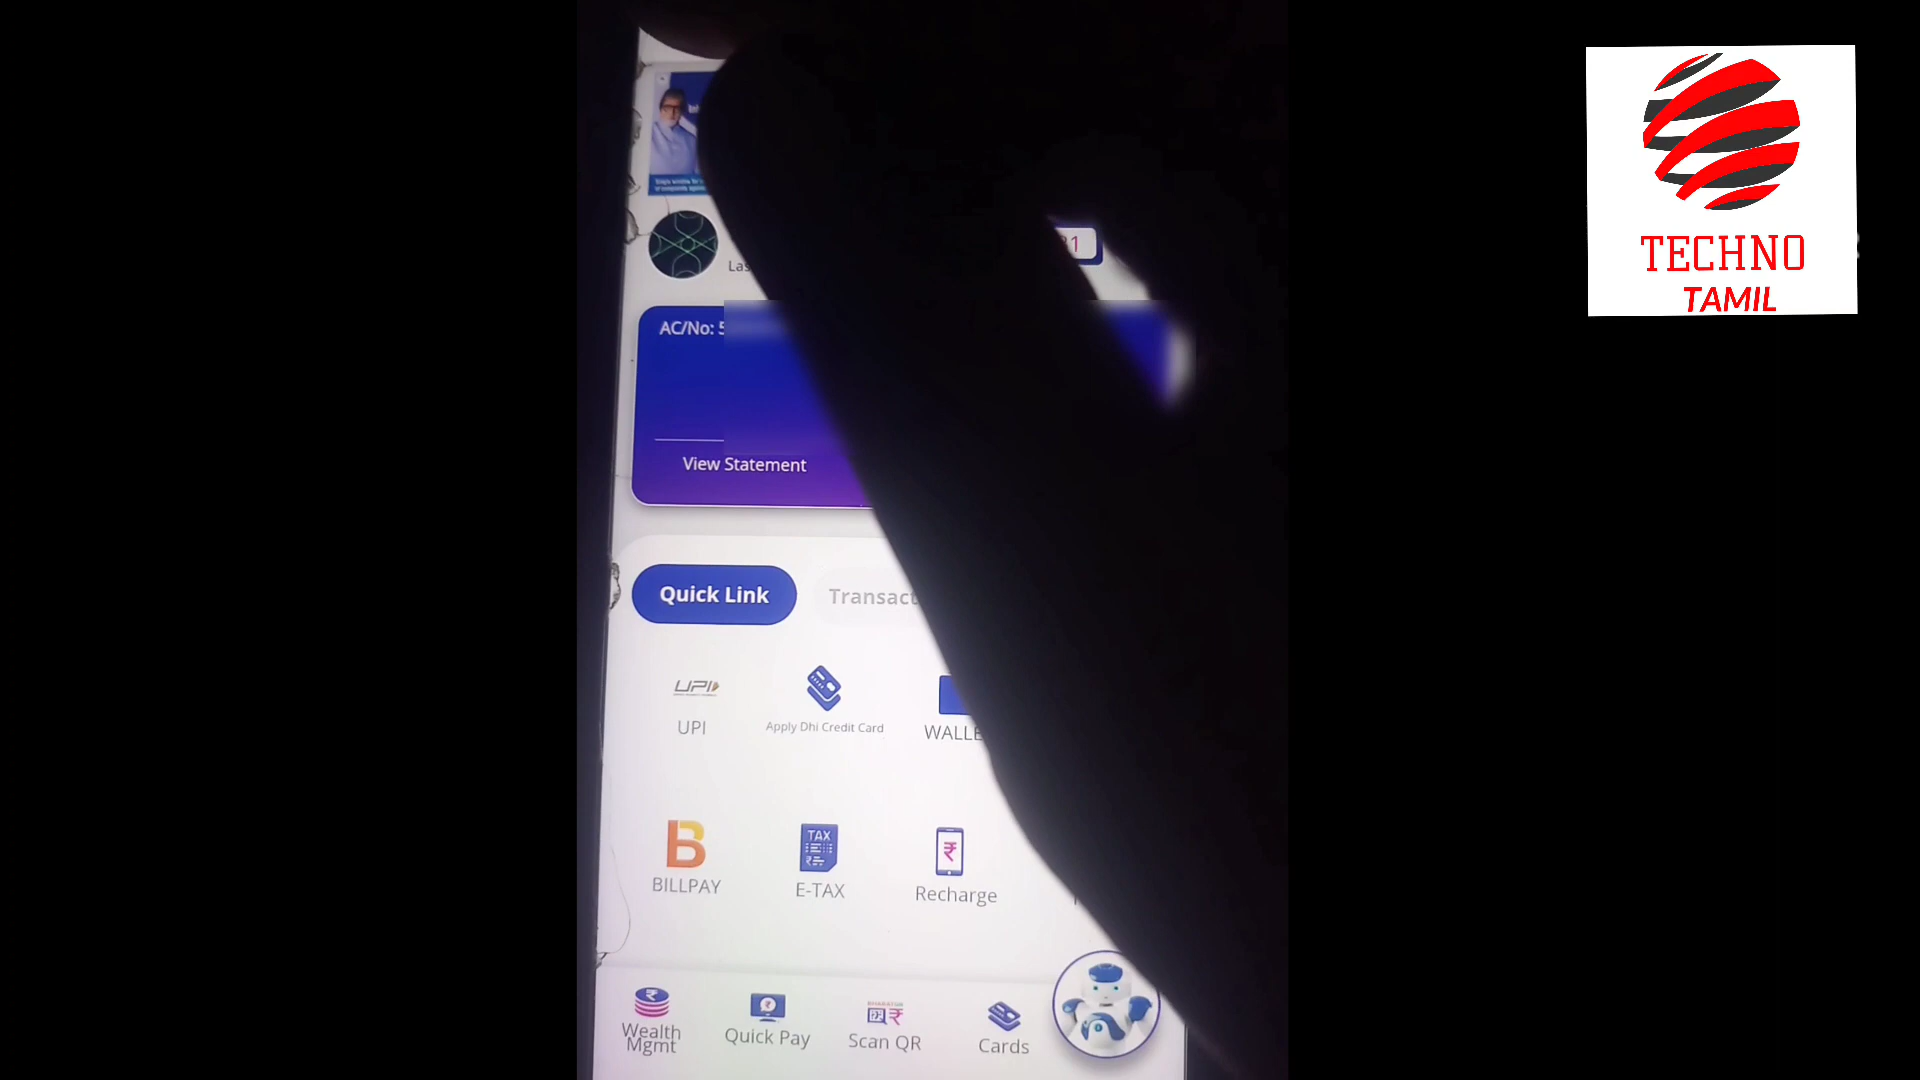 TECHNO
TAMIL
Las
AC/No: 5
View Statement
Quick Link
Transact
UPI
UPI
Apply Dhi Credit Card
WALLE
TAX
BILLPAY
E-TAX
Recharge
Wealth
Mgmt
Quick Pay
Scan QR
Cards